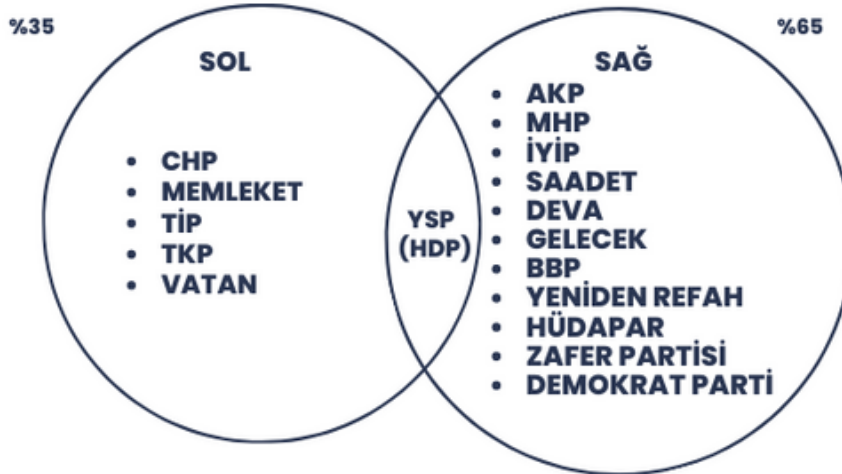 %35
%65
SOL
SAĞ
• CHP
• MEMLEKET
• TİP
• TKP
• VATAN
YSP
(HDP)
• AKP
• MHP
• İYİP
• SAADET
• DEVA
• GELECEK
• BBP
• YENİDEN REFAH
• HÜDAPAR
• ZAFER PARTİSİ
• DEMOKRAT PARTİ